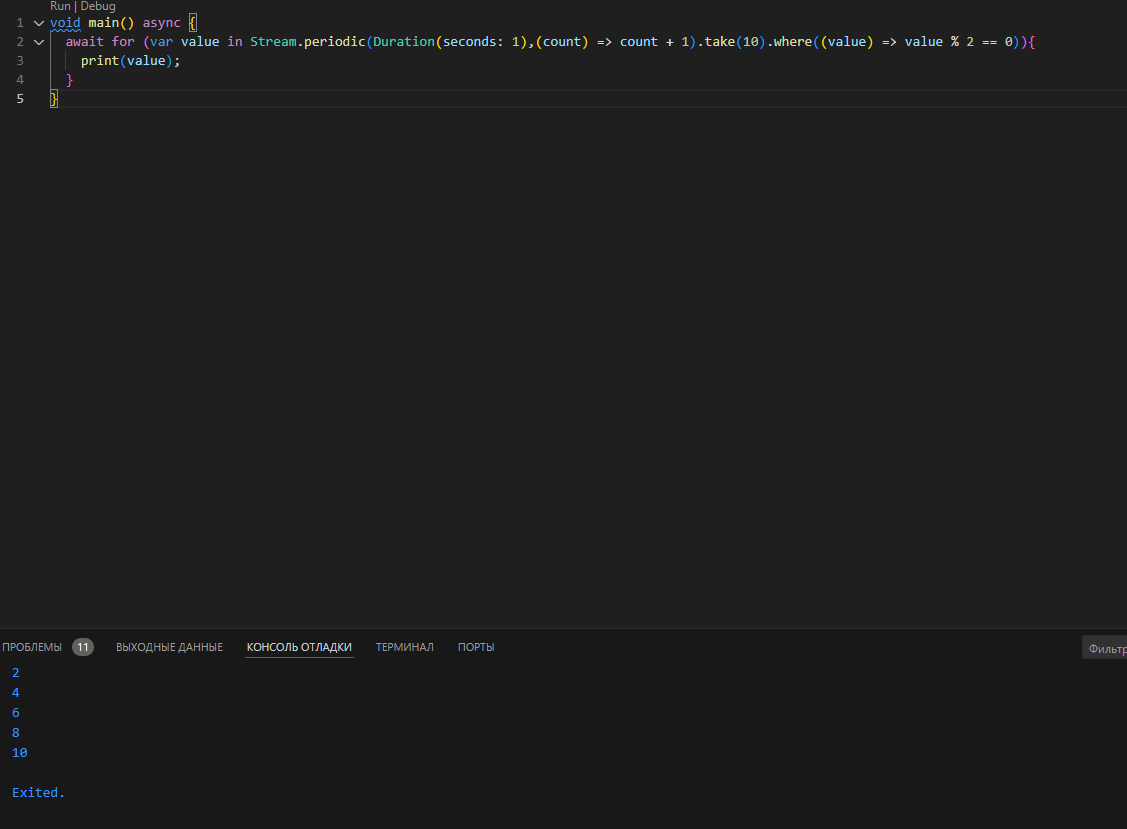 Run | Debug
1 void main() async {
2 await for (var value in Stream.periodic(Duration(seconds: 1),(count) => count + 1).take(10).where((value) => value % 2 == 0)){
3 print(value);
4 }
5 }
ПРОБЛЕМЫ 11 ВЫХОДНЫЕ ДАННЫЕ КОНСОЛЬ ОТЛАДКИ ТЕРМИНАЛ ПОРТЫ Фильтр
2
4
6
8
10
Exited.